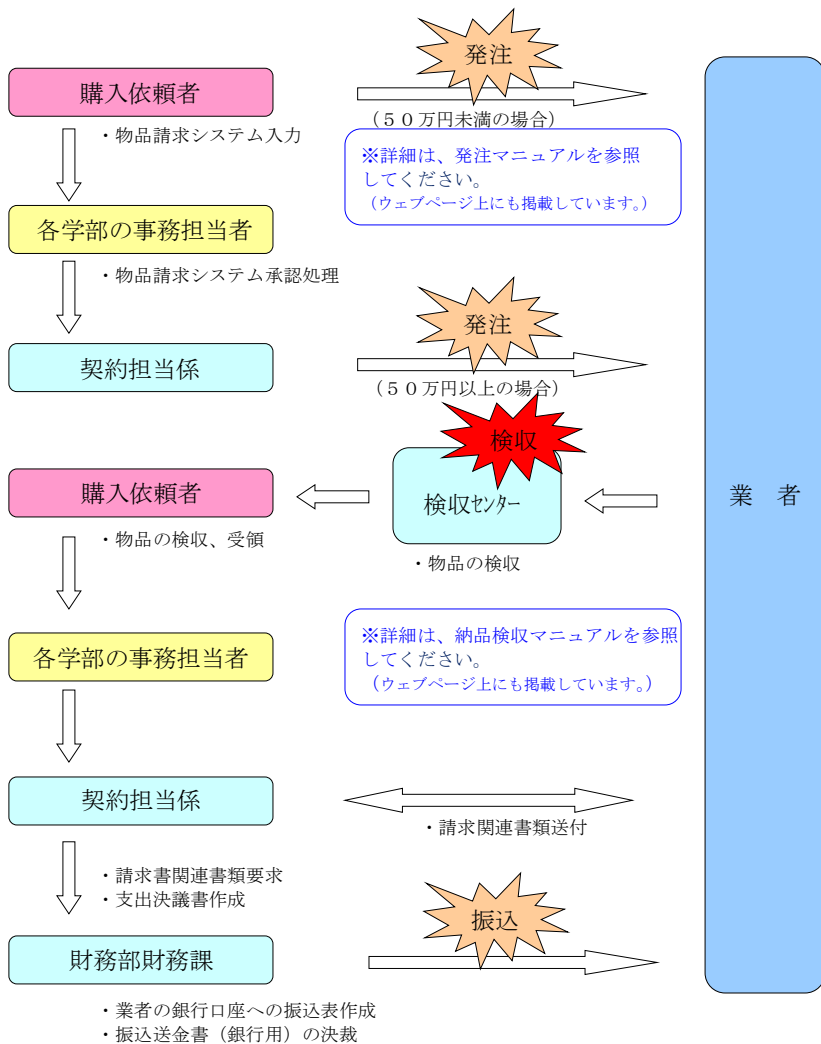 発注
購入依頼者
（５０万円未満の場合）
・物品請求システム入力
※詳細は、発注マニュアルを参照
してください。
（ウェブページ上にも掲載しています。）
各学部の事務担当者
・物品請求システム承認処理
発注
契約担当係
（５０万円以上の場合）
検収
購入依頼者
検収ｾﾝﾀｰ
業　者
・物品の検収、受領
・物品の検収
※詳細は、納品検収マニュアルを参照
してください。
（ウェブページ上にも掲載しています。）
各学部の事務担当者
契約担当係
・請求関連書類送付
・請求書関連書類要求
・支出決議書作成
振込
財務部財務課
・業者の銀行口座への振込表作成
・振込送金書（銀行用）の決裁